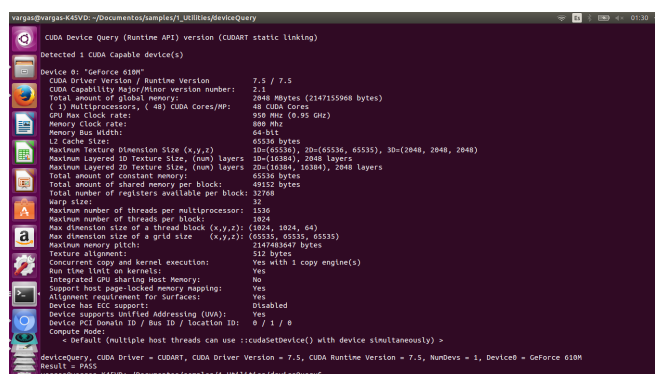 vargas@vargas-K45VD: ~/Documentos/samples/1_Utilities/deviceQuery
Es
01:30
CUDA Device Query (Runtime API) version (CUDART static linking)
Detected 1 CUDA Capable device(s)
Device 0: "GeForce 610M"
CUDA Driver Version / Runtime Version 7.5 / 7.5
CUDA Capability Major/Minor version number: 2.1
Total amount of global memory: 2048 MBytes (2147155968 bytes)
( 1) Multiprocessors, ( 48) CUDA Cores/MP: 48 CUDA Cores
GPU Max Clock rate: 950 MHz (0.95 GHz)
Memory Clock rate: 800 Mhz
Memory Bus Width: 64-bit
L2 Cache Size: 65536 bytes
Maximum Texture Dimension Size (x,y,z) 1D=(65536), 2D=(65536, 65535), 3D=(2048, 2048, 2048)
Maximum Layered 1D Texture Size, (num) layers 1D=(16384), 2048 layers
Maximum Layered 2D Texture Size, (num) layers 2D=(16384, 16384), 2048 layers
Total amount of constant memory: 65536 bytes
Total amount of shared memory per block: 49152 bytes
Total number of registers available per block: 32768
Warp size: 32
Maximum number of threads per multiprocessor: 1536
Maximum number of threads per block: 1024
Max dimension size of a thread block (x,y,z): (1024, 1024, 64)
Max dimension size of a grid size (x,y,z): (65535, 65535, 65535)
Maximum memory pitch: 2147483647 bytes
Texture alignment: 512 bytes
Concurrent copy and kernel execution: Yes with 1 copy engine(s)
Run time limit on kernels: Yes
Integrated GPU sharing Host Memory: No
Support host page-locked memory mapping: Yes
Alignment requirement for Surfaces: Yes
Device has ECC support: Disabled
Device supports Unified Addressing (UVA): Yes
Device PCI Domain ID / Bus ID / location ID: 0 / 1 / 0
Compute Mode:
< Default (multiple host threads can use ::cudaSetDevice() with device simultaneously) >
deviceQuery, CUDA Driver = CUDART, CUDA Driver Version = 7.5, CUDA Runtime Version = 7.5, NumDevs = 1, Device0 = GeForce 610M
Result = PASS